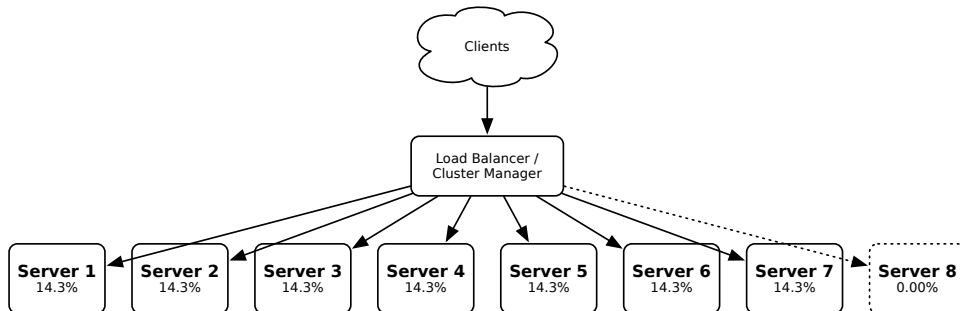 Clients
Load Balancer /
Cluster Manager
Server 1
14.3%
Server 2
14.3%
Server 3
14.3%
Server 4
14.3%
Server 5
14.3%
Server 6
14.3%
Server 7
14.3%
Server 8
0.00%